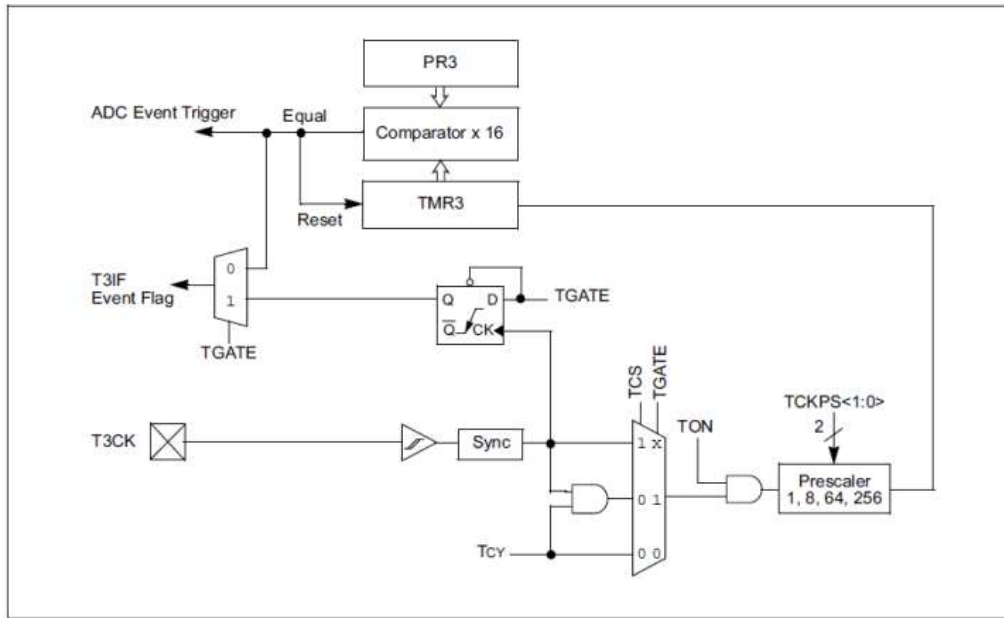 PR3
ADC Event Trigger
Equal
Comparator x 16
TMR3
Reset
0
T3IF
Event Flag
1
Q D
TGATE
Q CK
TGATE
TCS
TGATE
TCKPS<1:0>
2
TON
T3CK
Sync
1 x
Prescaler
1, 8, 64, 256
0 1
TCY
0 0